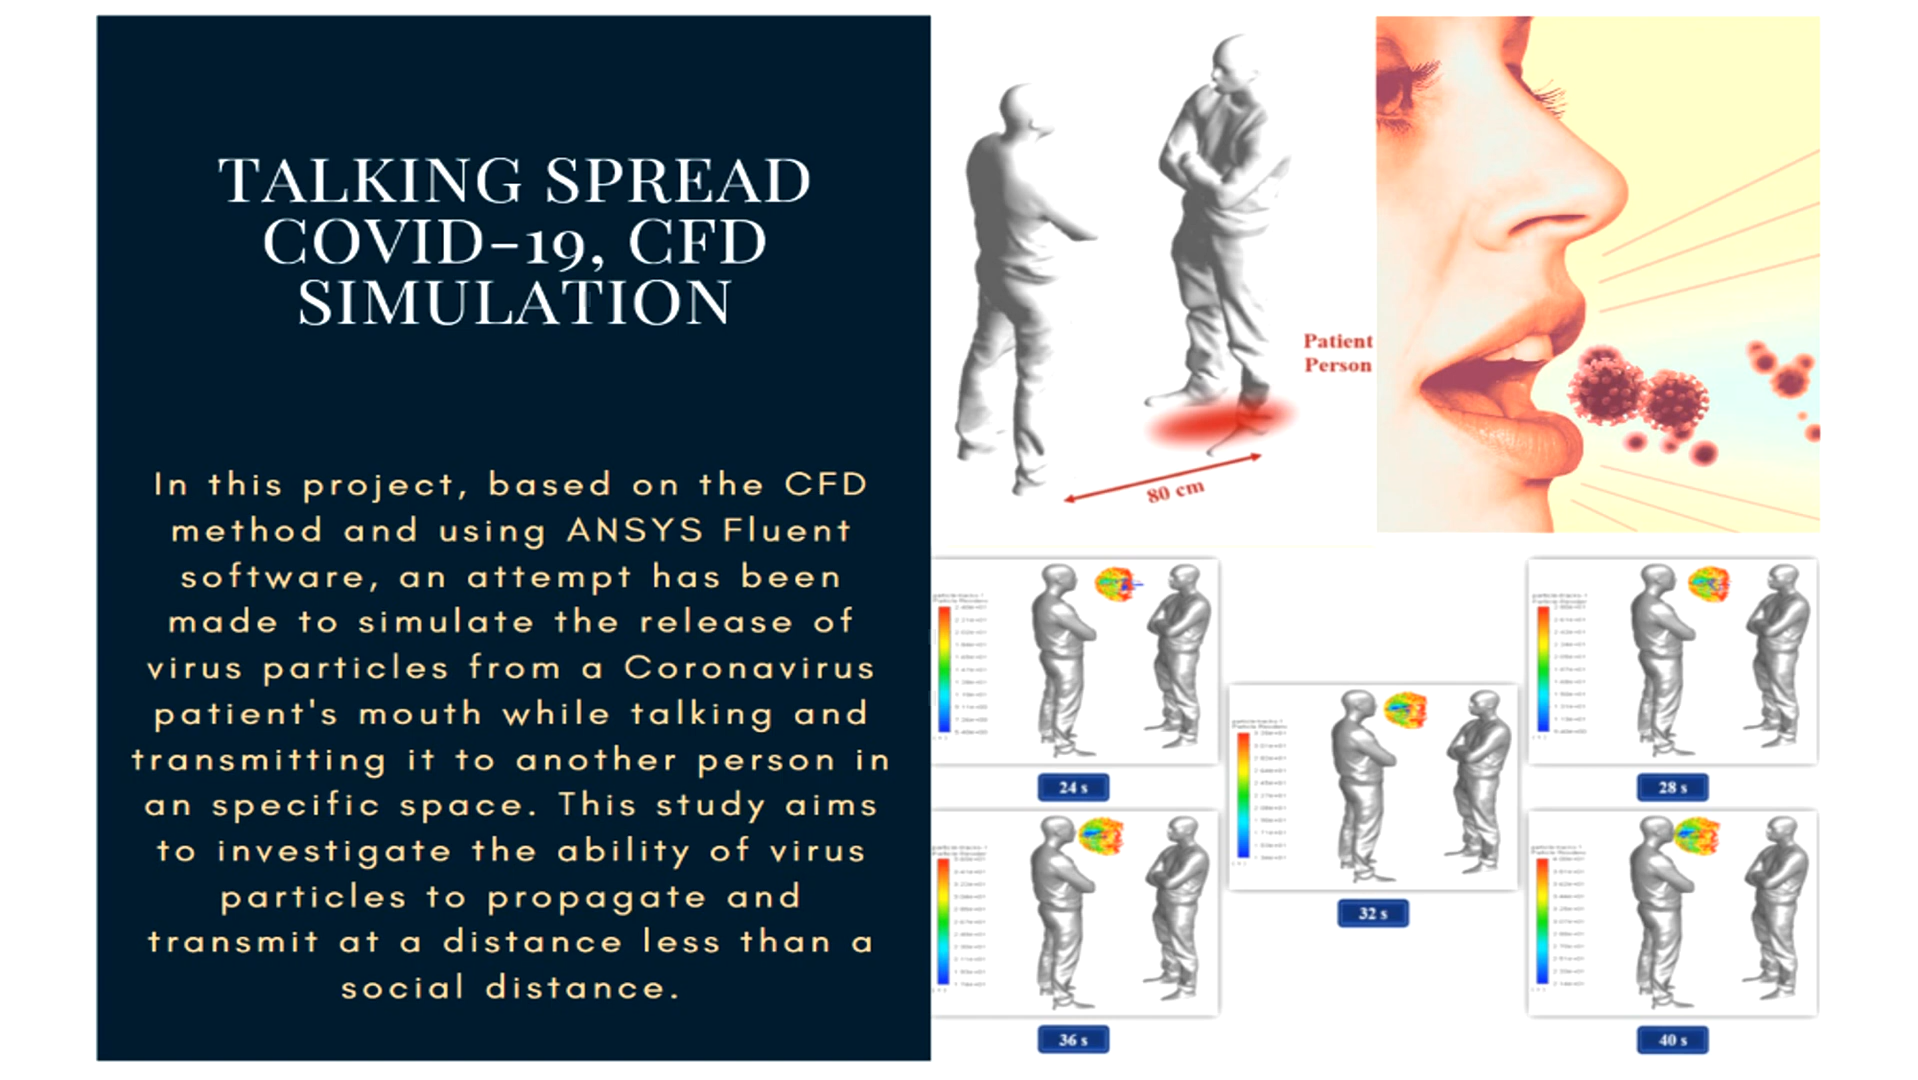 TALKING SPREAD
COVID-19, CFD
SIMULATION
In this project, based on the CFD
method and using ANSYS Fluent
software, an attempt has been
made to simulate the release of
virus particles from a Coronavirus
patient's mouth while talking and
transmitting it to another person in
an specific space. This study aims
to investigate the ability of virus
particles to propagate and
transmit at a distance less than a
social distance.
Patient
Person
80 cm
24 s
28 s
32 s
36 s
40 s